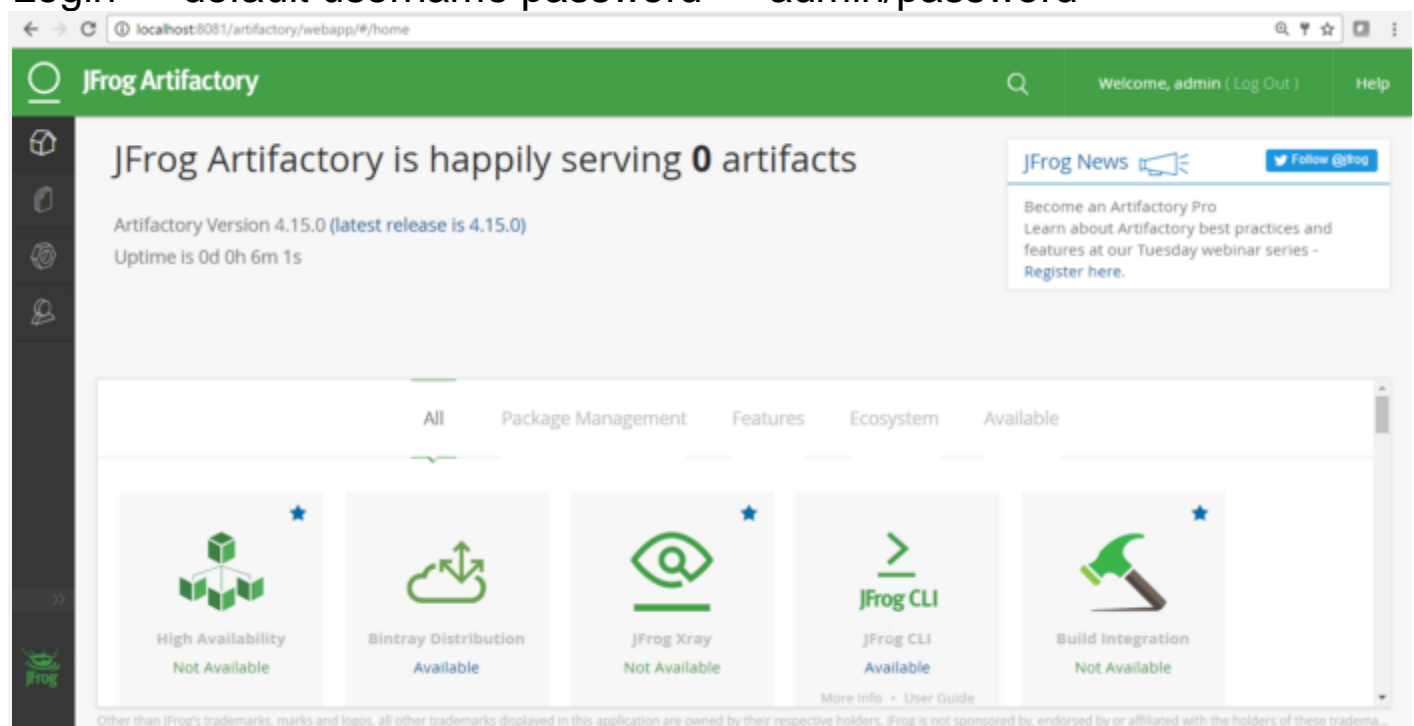 Login – default username password – admin/password
localhost:8081/artifactory/webapp/#/home
JFrog Artifactory
Welcome, admin ( Log Out )
Help
JFrog Artifactory is happily serving 0 artifacts
Artifactory Version 4.15.0 (latest release is 4.15.0)
Uptime is 0d 0h 6m 1s
JFrog News
Follow @jfrog
Become an Artifactory Pro
Learn about Artifactory best practices and
features at our Tuesday webinar series -
Register here.
All
Package Management
Features
Ecosystem
Available
JFrog CLI
High Availability
Not Available
Bintray Distribution
Available
JFrog Xray
Not Available
JFrog CLI
Available
More Info • User Guide
Build Integration
Not Available
JFrog
Other than JFrog's trademarks, marks and logos, all other trademarks displayed in this application are owned by their respective holders. JFrog is not sponsored by, endorsed by or affiliated with the holders of these tradema...